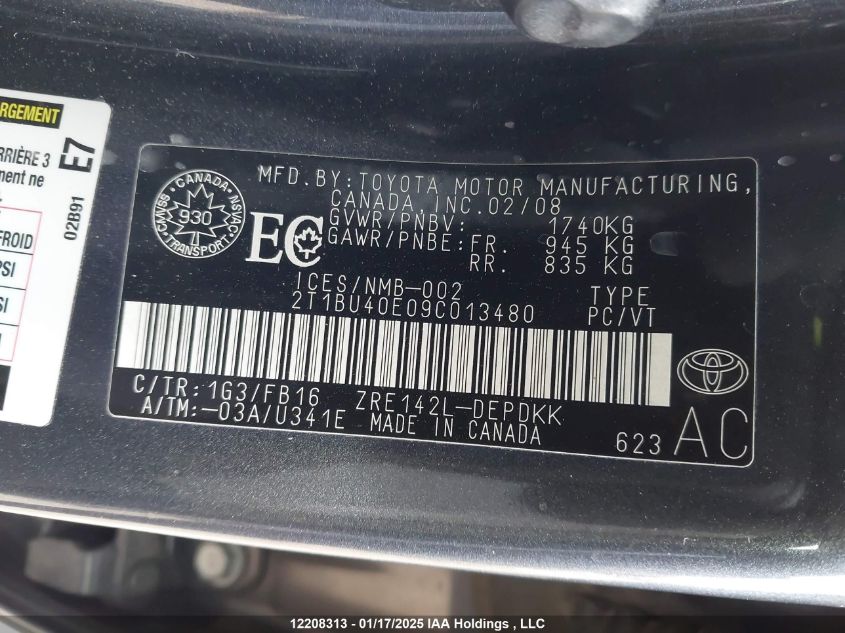 RGEMENT
RRIÈRE 3
ment ne
FROID
PSI
SI
E7
02B91
CANADA
CMVSS NSVAC
930
TRANSPORT
EC
MFD.BY:TOYOTA MOTOR MANUFACTURING,
CANADA,INC.02/08
GVWR/PNBV: 1740KG
GAWR/PNBE:FR. 945 KG
RR. 835 KG
ICES/NMB-002 TYPE
2T1BU40E09C013480 PC/VT
C/TR:1G3/FB16 ZRE142L-DEPDKK
A/TM:-03A/U341E MADE IN CANADA
623 AC
12208313 - 01/17/2025 IAA Holdings , LLC